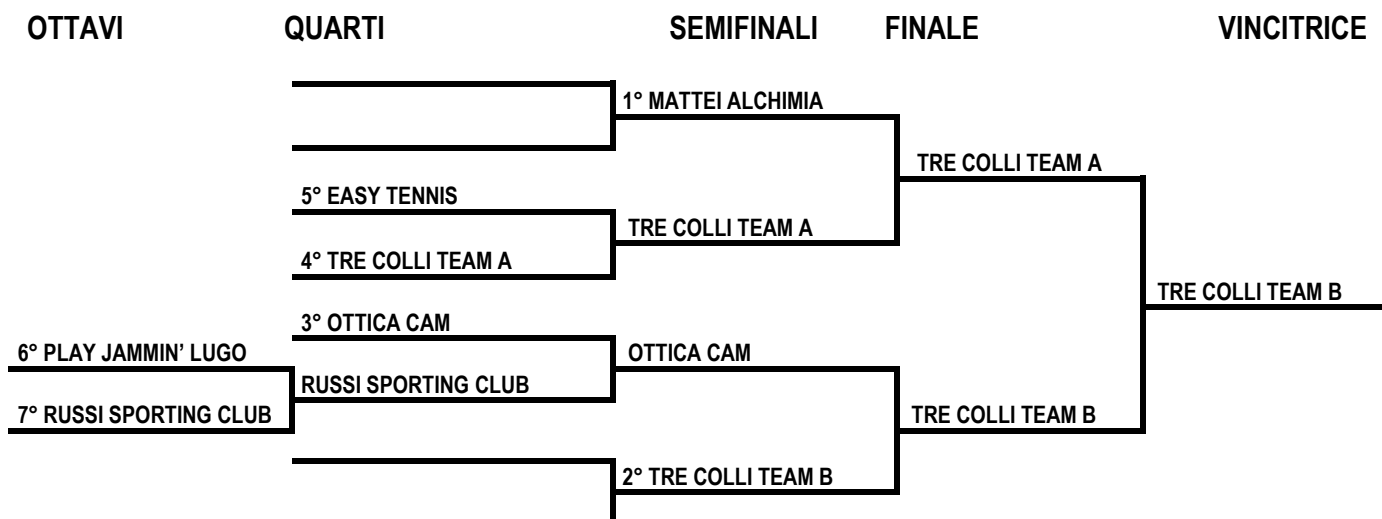 OTTAVI QUARTI SEMIFINALI FINALE VINCITRICE
1° MATTEI ALCHIMIA
TRE COLLI TEAM A
5° EASY TENNIS
TRE COLLI TEAM A
4° TRE COLLI TEAM A
TRE COLLI TEAM B
3° OTTICA CAM
6° PLAY JAMMIN’ LUGO
OTTICA CAM
RUSSI SPORTING CLUB
7° RUSSI SPORTING CLUB
TRE COLLI TEAM B
2° TRE COLLI TEAM B